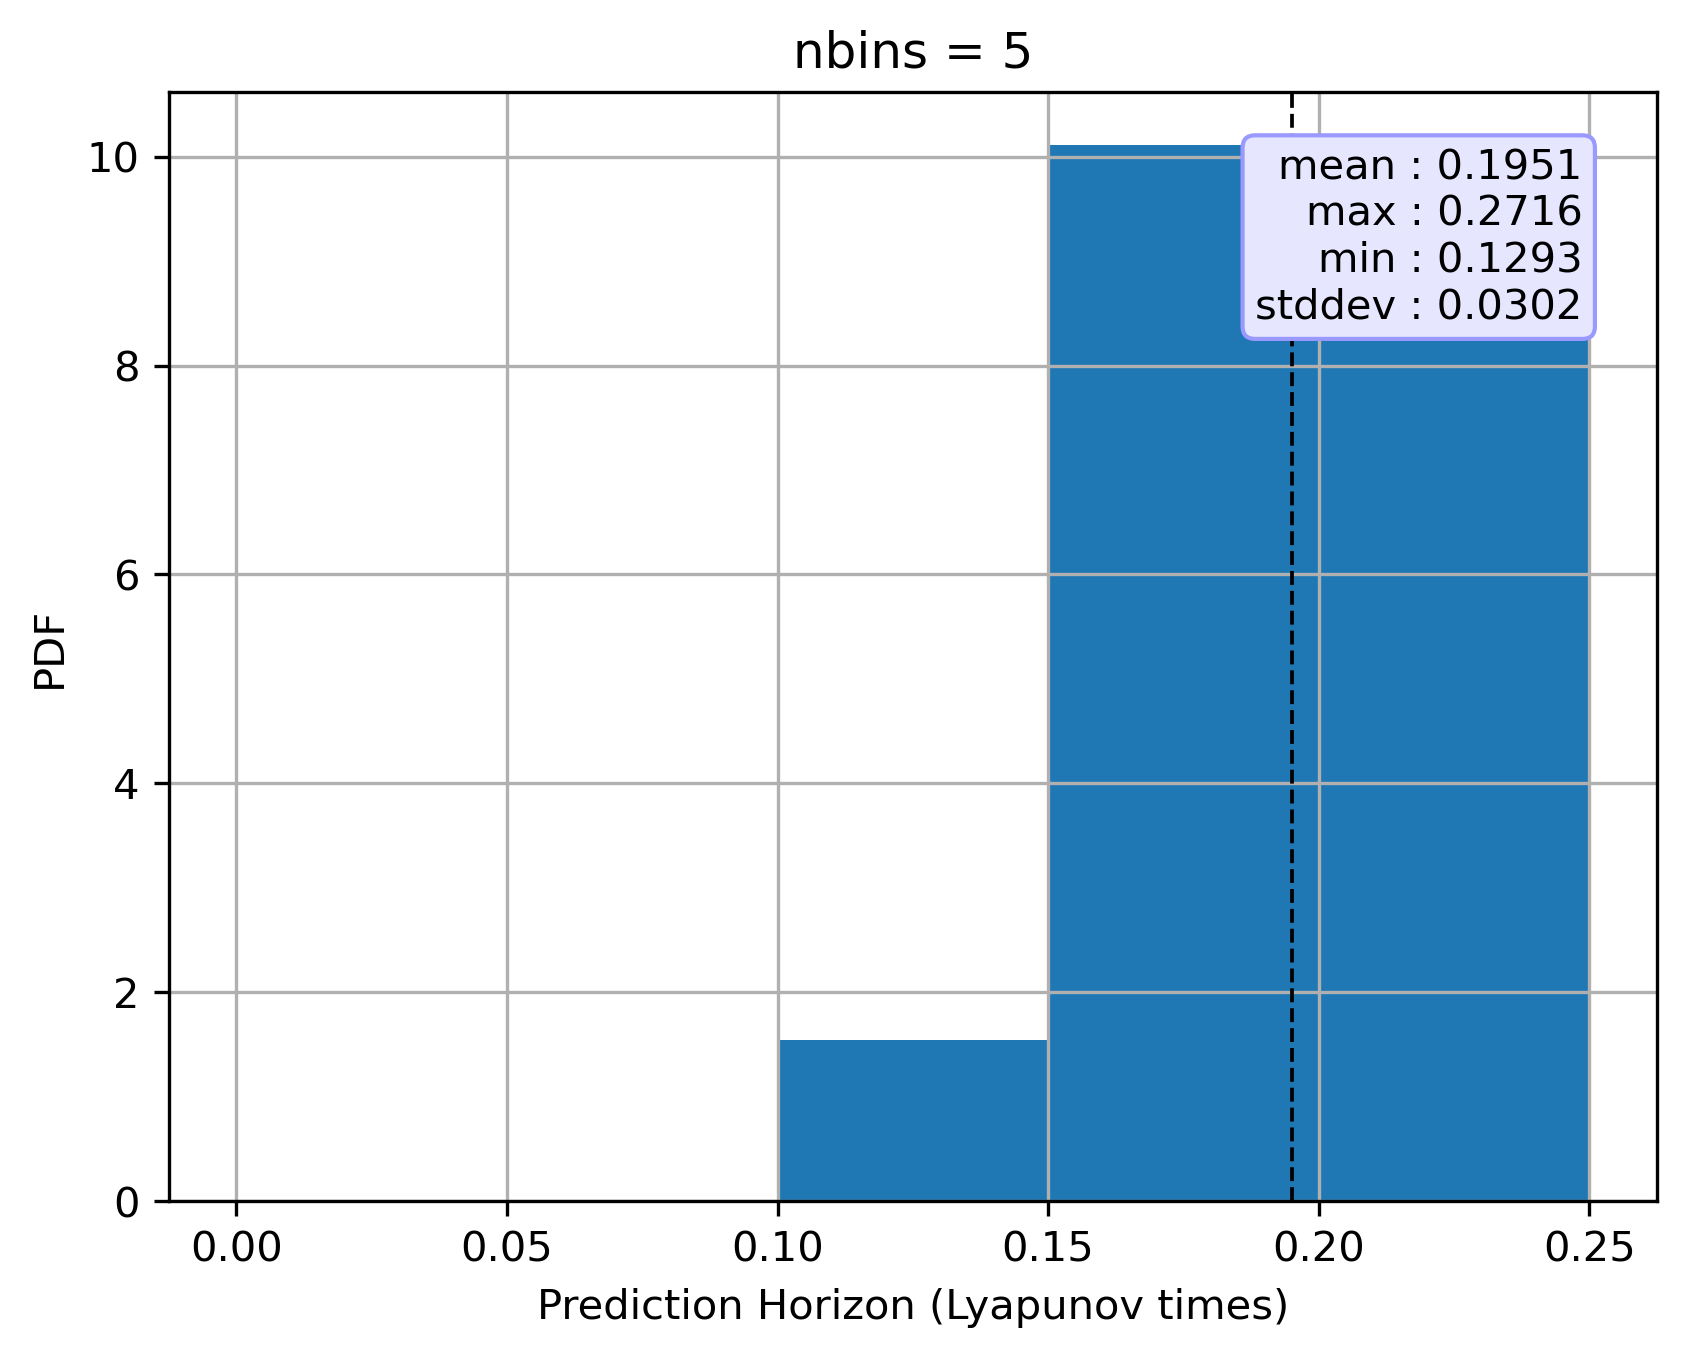 nbins = 5
10
8
6
4
2
0
PDF
mean : 0.1951
max : 0.2716
min : 0.1293
stddev : 0.0302
0.00 0.05 0.10 0.15 0.20 0.25
Prediction Horizon (Lyapunov times)